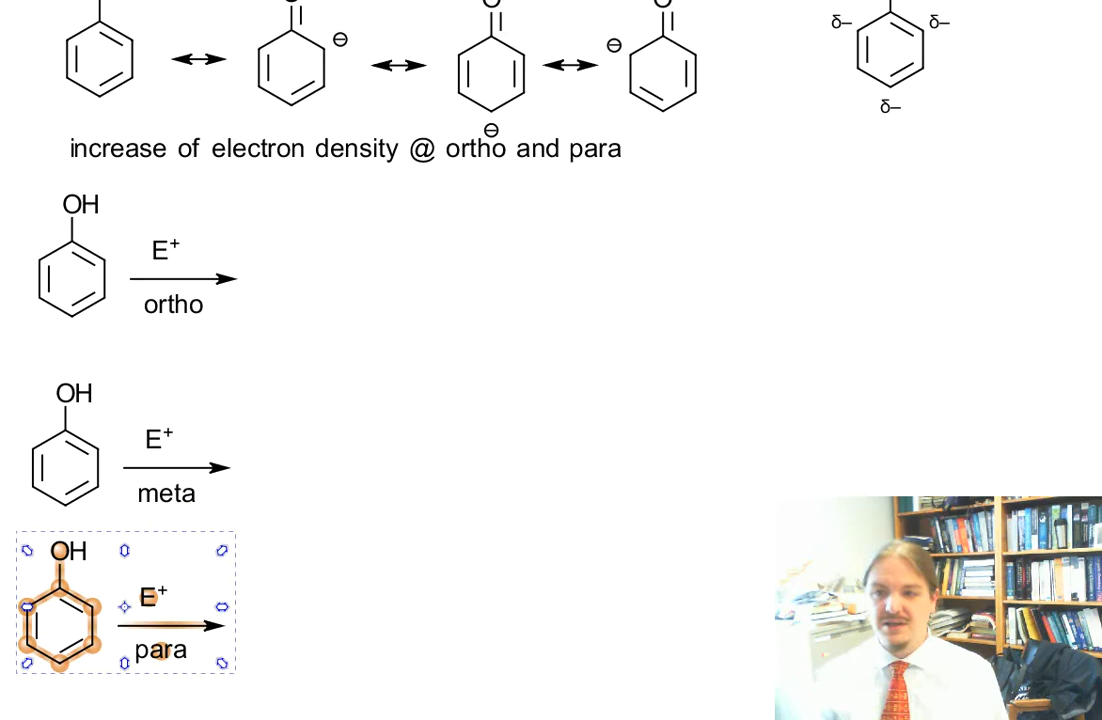 O
O
O
δ–
δ–
⊖
⊖
⊖
δ–
increase of electron density @ ortho and para
OH
E⁺
ortho
OH
E⁺
meta
OH
E⁺
para